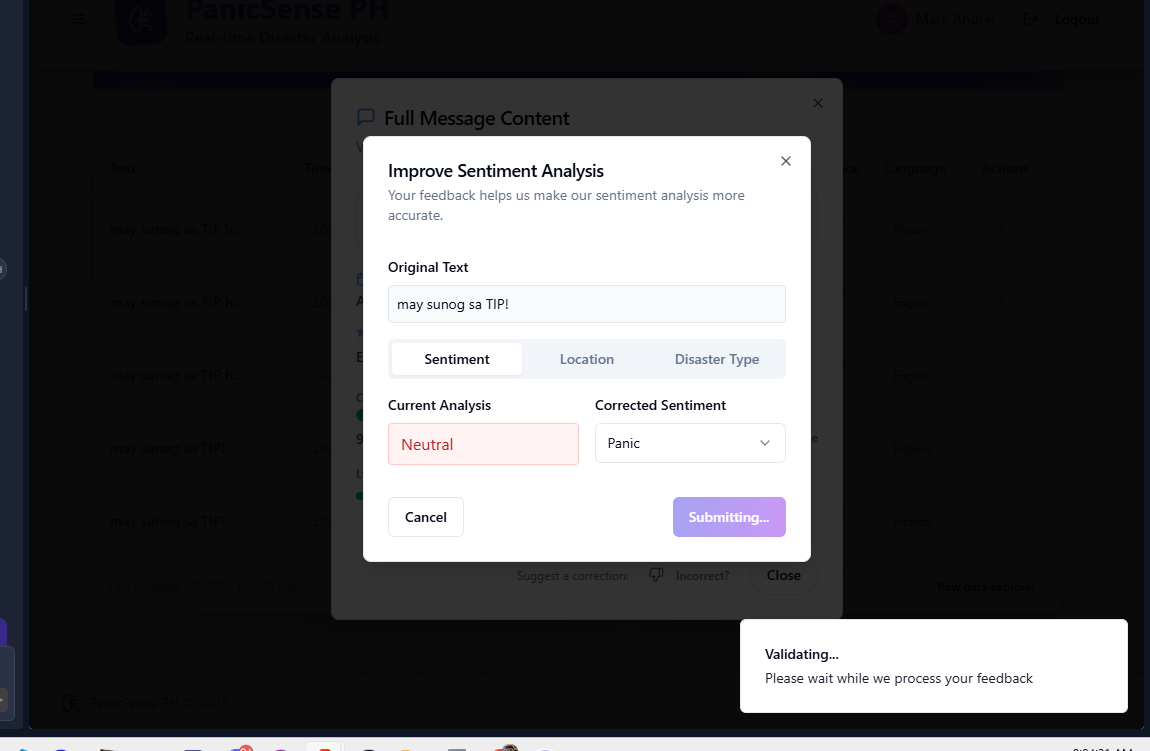 PanicSense PH
Real-time Disaster Analysis
Mark Andrei
Logout
Full Message Content
Text
Language
Actions
Improve Sentiment Analysis
Your feedback helps us make our sentiment analysis more
accurate.
Original Text
may sunog sa TIP!
Sentiment
Location
Disaster Type
Current Analysis
Corrected Sentiment
Neutral
Panic
Cancel
Submitting...
may sunog sa TIP h...
Filipino
may sunog sa TIP h...
English
may sunog sa TIP h...
English
may sunog sa TIP!
Filipino
may sunog sa TIP!
English
Suggest a correction:
Incorrect?
Close
Raw data explorer
Validating...
Please wait while we process your feedback
PanicSense PH © 2025